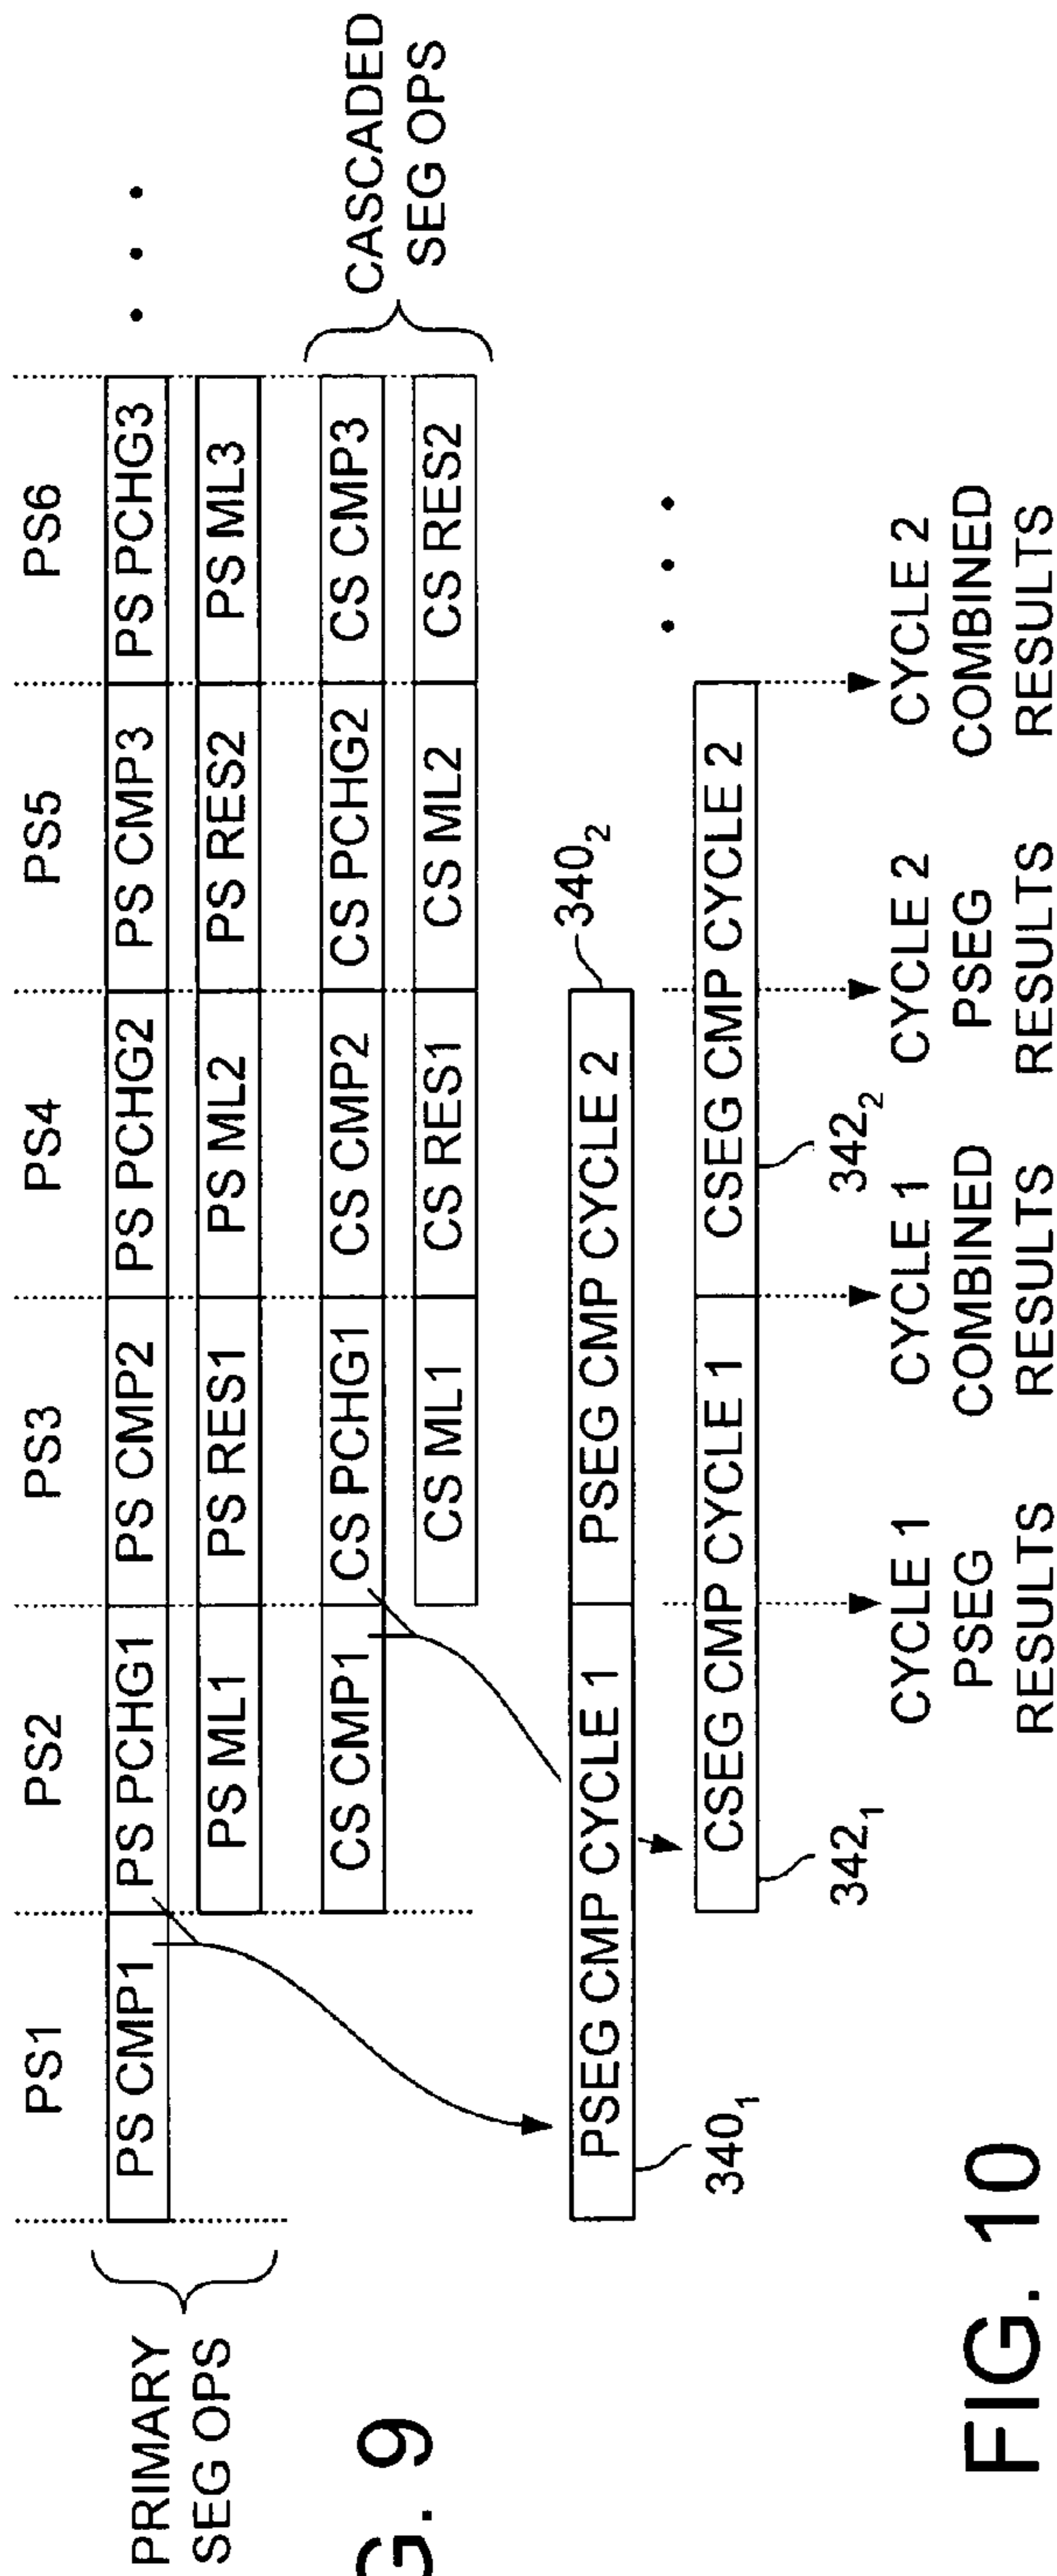 PS1 PS2 PS3 PS4 PS5 PS6
PRIMARY
SEG OPS
PS CMP1 PS PCHG1 PS CMP2 PS PCHG2 PS CMP3 PS PCHG3 • • •
PS ML1 PS RES1 PS ML2 PS RES2 PS ML3
CASCADED
SEG OPS
CS CMP1 CS PCHG1 CS CMP2 CS PCHG2 CS CMP3
CS ML1 CS RES1 CS ML2 CS RES2
G. 9
PSEG CMP CYCLE 1 PSEG CMP CYCLE 2 • • •
340₁ 340₂
CSEG CMP CYCLE 1 CSEG CMP CYCLE 2
342₁ 342₂
CYCLE 1
PSEG
RESULTS
CYCLE 1
COMBINED
RESULTS
CYCLE 2
PSEG
RESULTS
CYCLE 2
COMBINED
RESULTS
FIG. 10